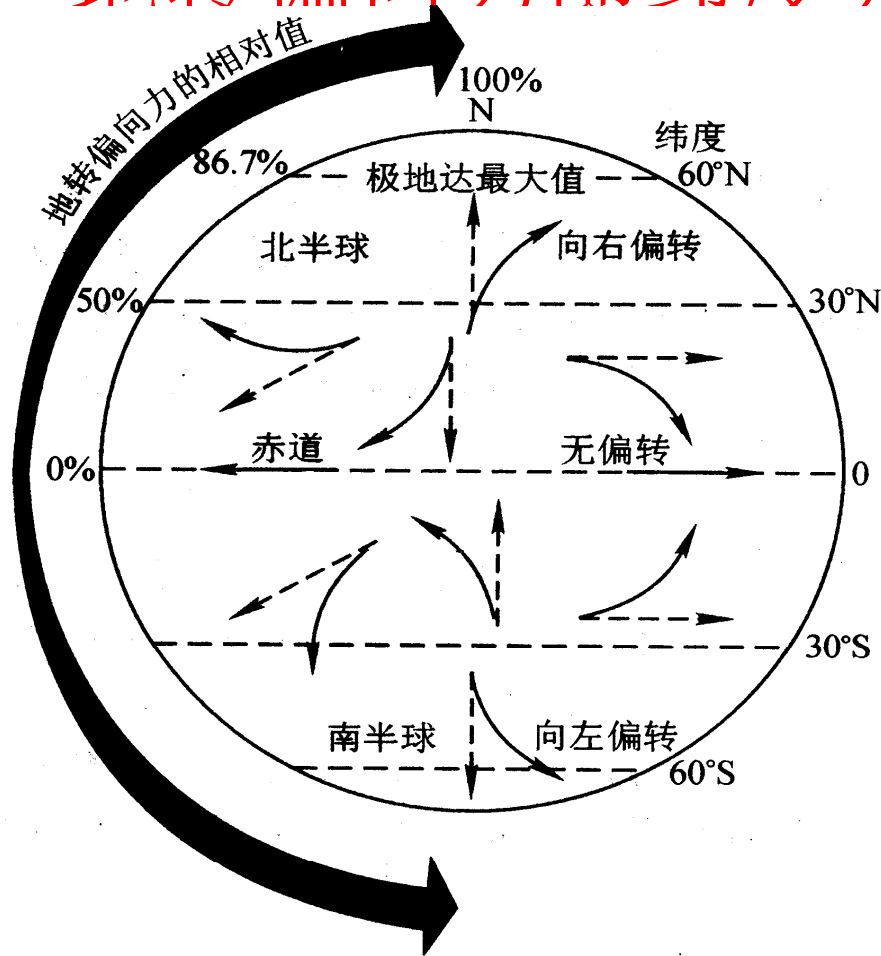 地转偏向力的相对值
100%
N
纬度
86.7%
极地达最大值
60°N
北半球
向右偏转
50%
30°N
赤道
无偏转
0%
0
30°S
南半球
向左偏转
60°S